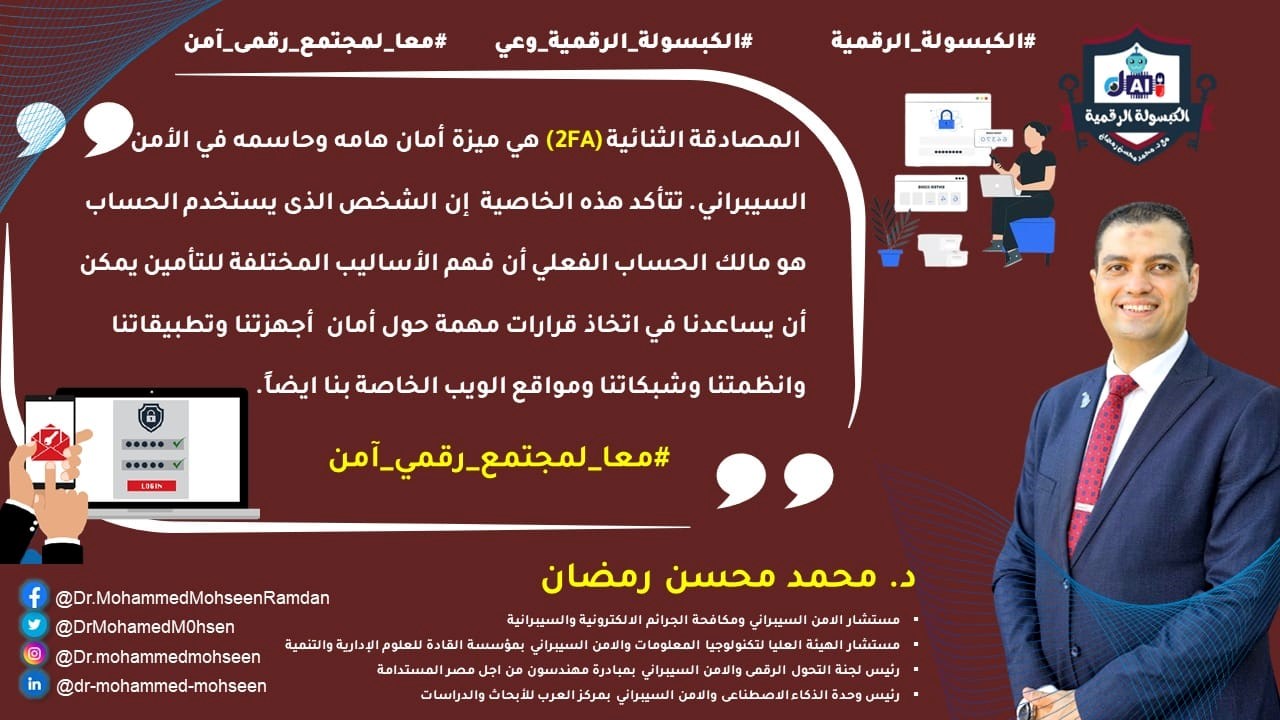 #الكبسولة_الرقمية #الكبسولة_الرقمية_وعي #معا_لمجتمع_رقمى_آمن
AI
الكبسولة الرقمية
مع د. محمد محسن رمضان
المصادقة الثنائية (2FA) هي ميزة أمان هامه وحاسمه في الأمن
السيبراني. تتأكد هذه الخاصية إن الشخص الذى يستخدم الحساب
هو مالك الحساب الفعلي أن فهم الأساليب المختلفة للتأمين يمكن
أن يساعدنا في اتخاذ قرارات مهمة حول أمان أجهزتنا وتطبيقاتنا
وانظمتنا وشبكاتنا ومواقع الويب الخاصة بنا ايضاً.
#معا_لمجتمع_رقمي_آمن
LOGIN
د. محمد محسن رمضان
▪ مستشار الامن السيبراني ومكافحة الجرائم الالكترونية والسيبرانية
▪ مستشار الهيئة العليا لتكنولوجيا المعلومات والامن السيبراني بمؤسسة القادة للعلوم الإدارية والتنمية
▪ رئيس لجنة التحول الرقمى والامن السيبراني بمبادرة مهندسون من اجل مصر المستدامة
▪ رئيس وحدة الذكاء الاصطناعى والامن السيبراني بمركز العرب للأبحاث والدراسات
@Dr.MohammedMohseenRamdan
@DrMohamedM0hsen
@Dr.mohammedmohseen
@dr-mohammed-mohseen